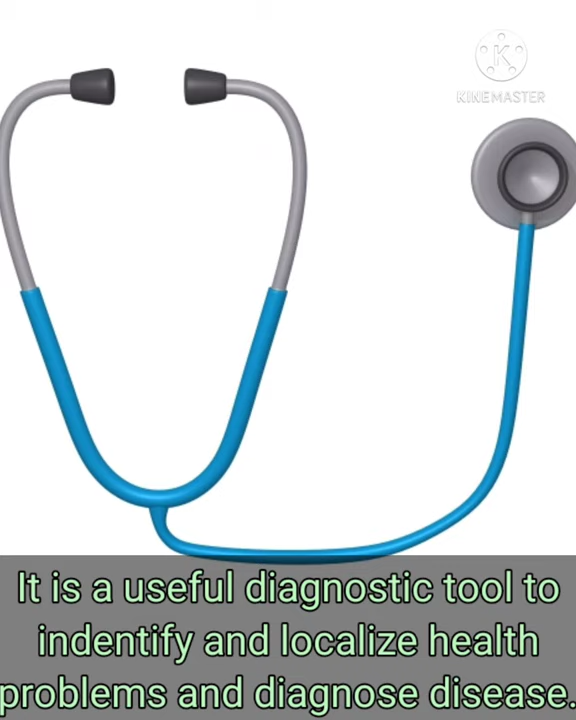 K
KINEMASTER
It is a useful diagnostic tool to
indentify and localize health
problems and diagnose disease.